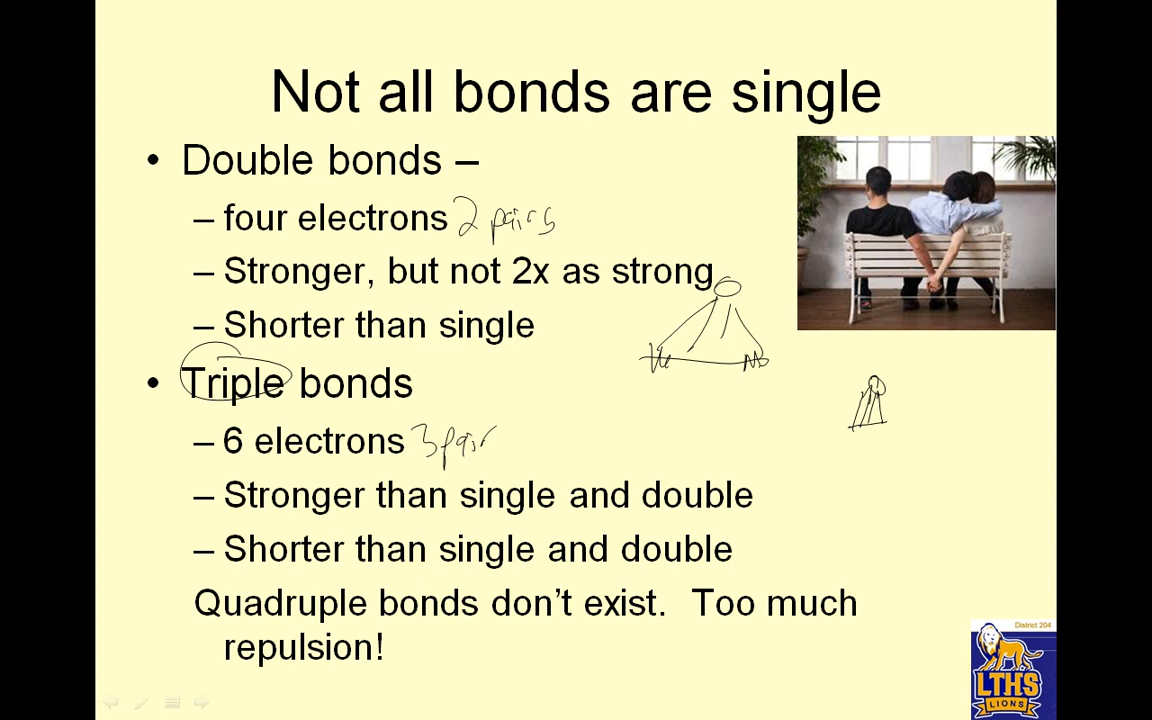 Not all bonds are single
• Double bonds –
– four electrons 2 pairs
– Stronger, but not 2x as strong
– Shorter than single
• Triple bonds
– 6 electrons 3 pair
– Stronger than single and double
– Shorter than single and double
Quadruple bonds don't exist. Too much
repulsion!
District 204
LTHS
LIONS